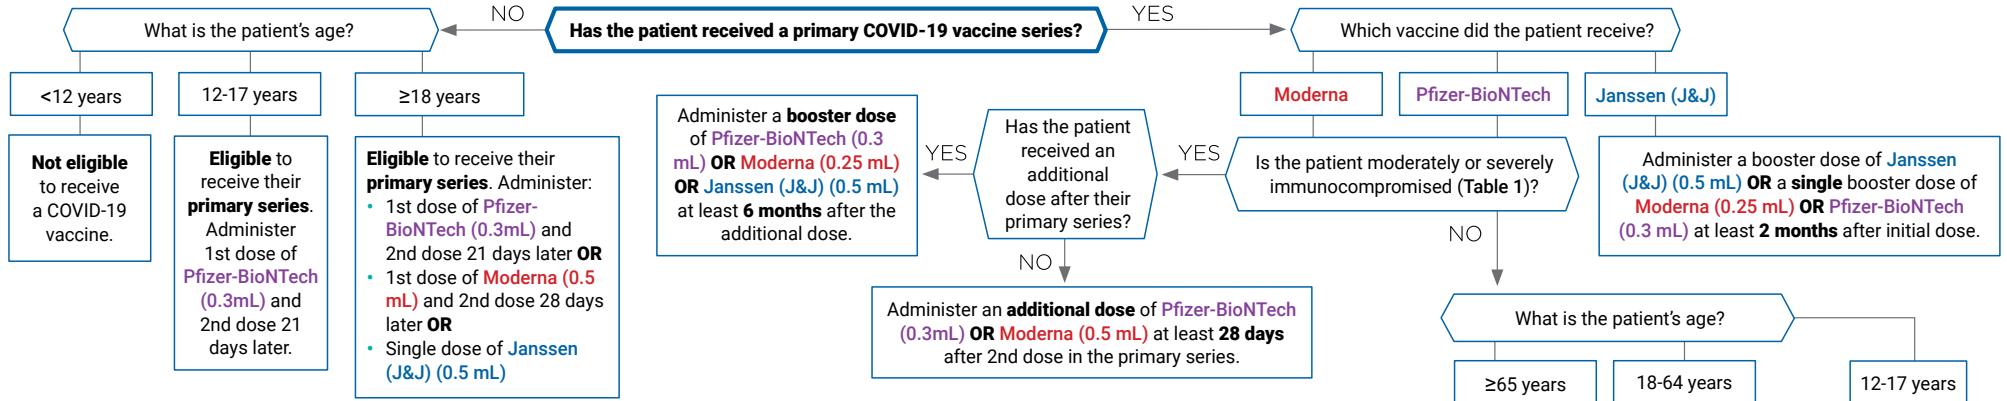 Has the patient received a primary COVID-19 vaccine series?
NO
YES
What is the patient's age?
<12 years
12-17 years
≥18 years
Not eligible
to receive
a COVID-19
vaccine.
Eligible to
receive their
primary series.
Administer
1st dose of
Pfizer-BioNTech
(0.3mL) and
2nd dose 21
days later.
Eligible to receive their
primary series. Administer:
• 1st dose of Pfizer-
BioNTech (0.3mL) and
2nd dose 21 days later OR
• 1st dose of Moderna (0.5
mL) and 2nd dose 28 days
later OR
• Single dose of Janssen
(J&J) (0.5 mL)
Which vaccine did the patient receive?
Moderna
Pfizer-BioNTech
Janssen (J&J)
Administer a booster dose of Janssen
(J&J) (0.5 mL) OR a single booster dose of
Moderna (0.25 mL) OR Pfizer-BioNTech
(0.3 mL) at least 2 months after initial dose.
Is the patient moderately or severely
immunocompromised (Table 1)?
YES
Has the patient
received an
additional
dose after their
primary series?
YES
Administer a booster dose
of Pfizer-BioNTech (0.3
mL) OR Moderna (0.25 mL)
OR Janssen (J&J) (0.5 mL)
at least 6 months after the
additional dose.
NO
Administer an additional dose of Pfizer-BioNTech
(0.3mL) OR Moderna (0.5 mL) at least 28 days
after 2nd dose in the primary series.
NO
What is the patient's age?
≥65 years
18-64 years
12-17 years